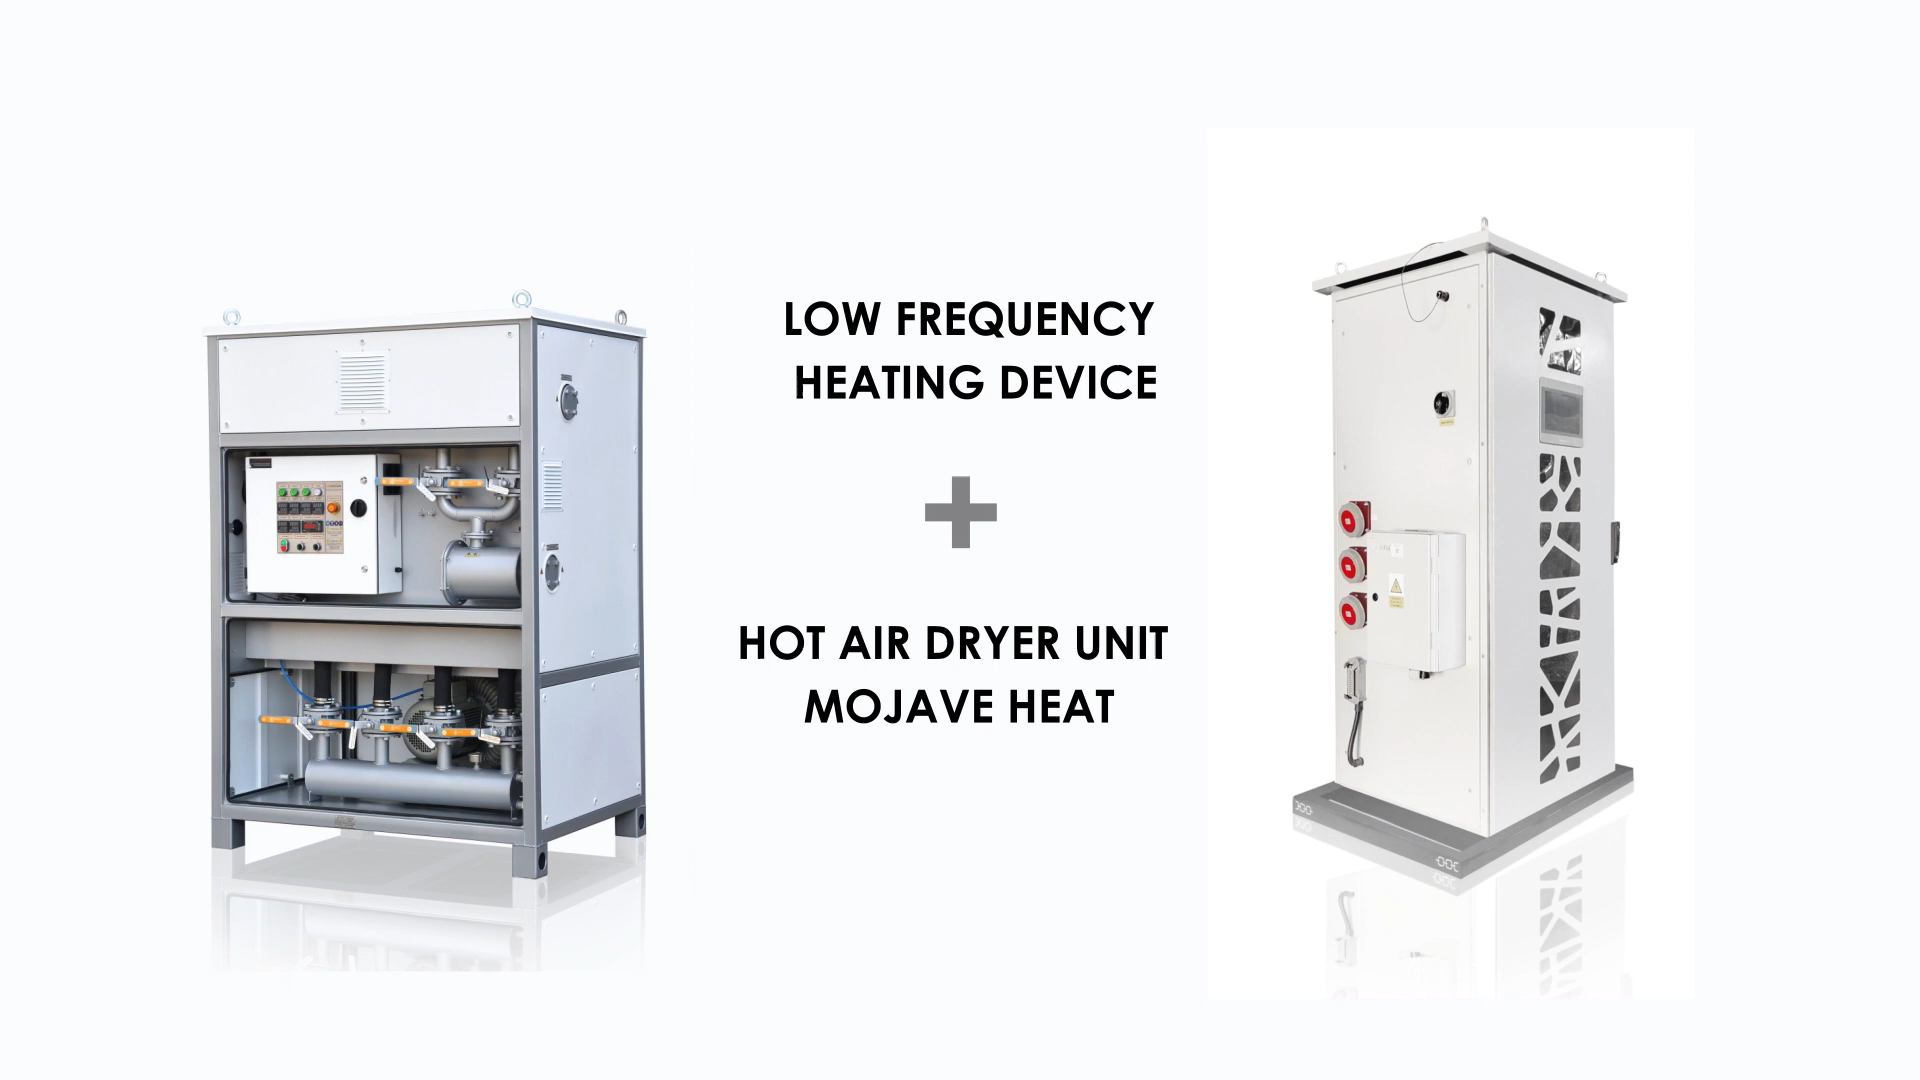 LOW FREQUENCY
HEATING DEVICE
HOT AIR DRYER UNIT
MOJAVE HEAT